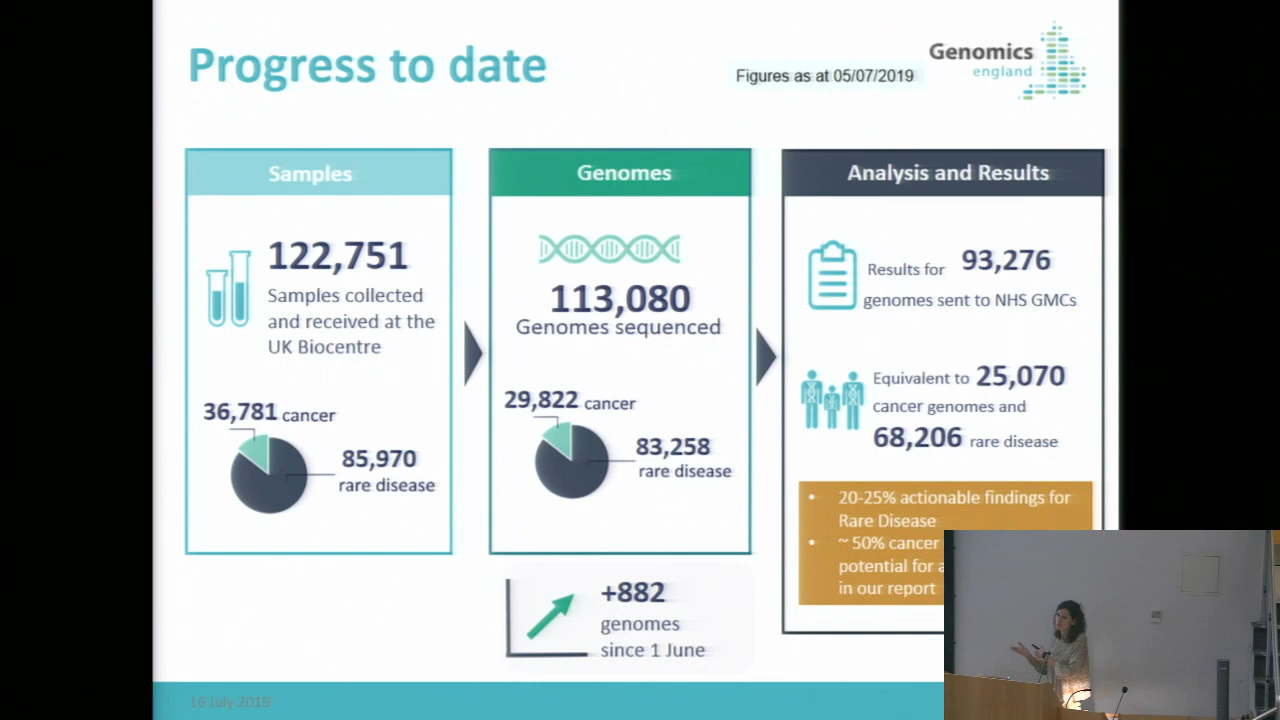 Progress to date
Figures as at 05/07/2019
Genomics
england
Samples
122,751
Samples collected
and received at the
UK Biocentre
36,781 cancer
85,970
rare disease
Genomes
113,080
Genomes sequenced
29,822 cancer
83,258
rare disease
+882
genomes
since 1 June
Analysis and Results
Results for 93,276
genomes sent to NHS GMCs
Equivalent to 25,070
cancer genomes and
68,206 rare disease
• 20-25% actionable findings for
Rare Disease
• ~ 50% cancer
potential for a
in our report
16 July 2019